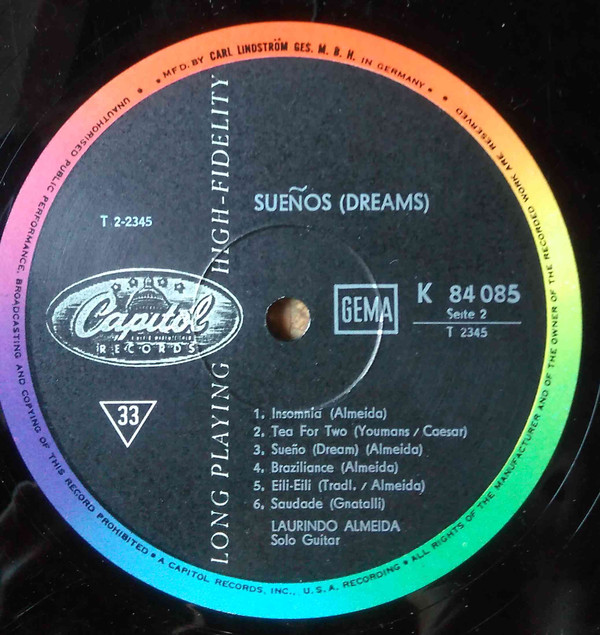 MFD. BY CARL LINDSTRÖM GES. M. B. H. IN GERMANY
ALL RIGHTS OF THE MANUFACTURER AND OF THE OWNER OF THE RECORDED WORK ARE RESERVED
UNAUTHORISED PUBLIC PERFORMANCE, BROADCASTING AND COPYING OF THIS RECORD PROHIBITED
A CAPITOL RECORDS, INC., U.S.A. RECORDING
LONG PLAYING HIGH-FIDELITY
SUEÑOS (DREAMS)
T 2-2345
Capitol
RECORDS
33
GEMA
K 84 085
Seite 2
T 2345
1. Insomnia (Almeida)
2. Tea For Two (Youmans / Caesar)
3. Sueño (Dream) (Almeida)
4. Braziliance (Almeida)
5. Eili-Eili (Tradl. / Almeida)
6. Saudade (Gnatalli)
LAURINDO ALMEIDA
Solo Guitar